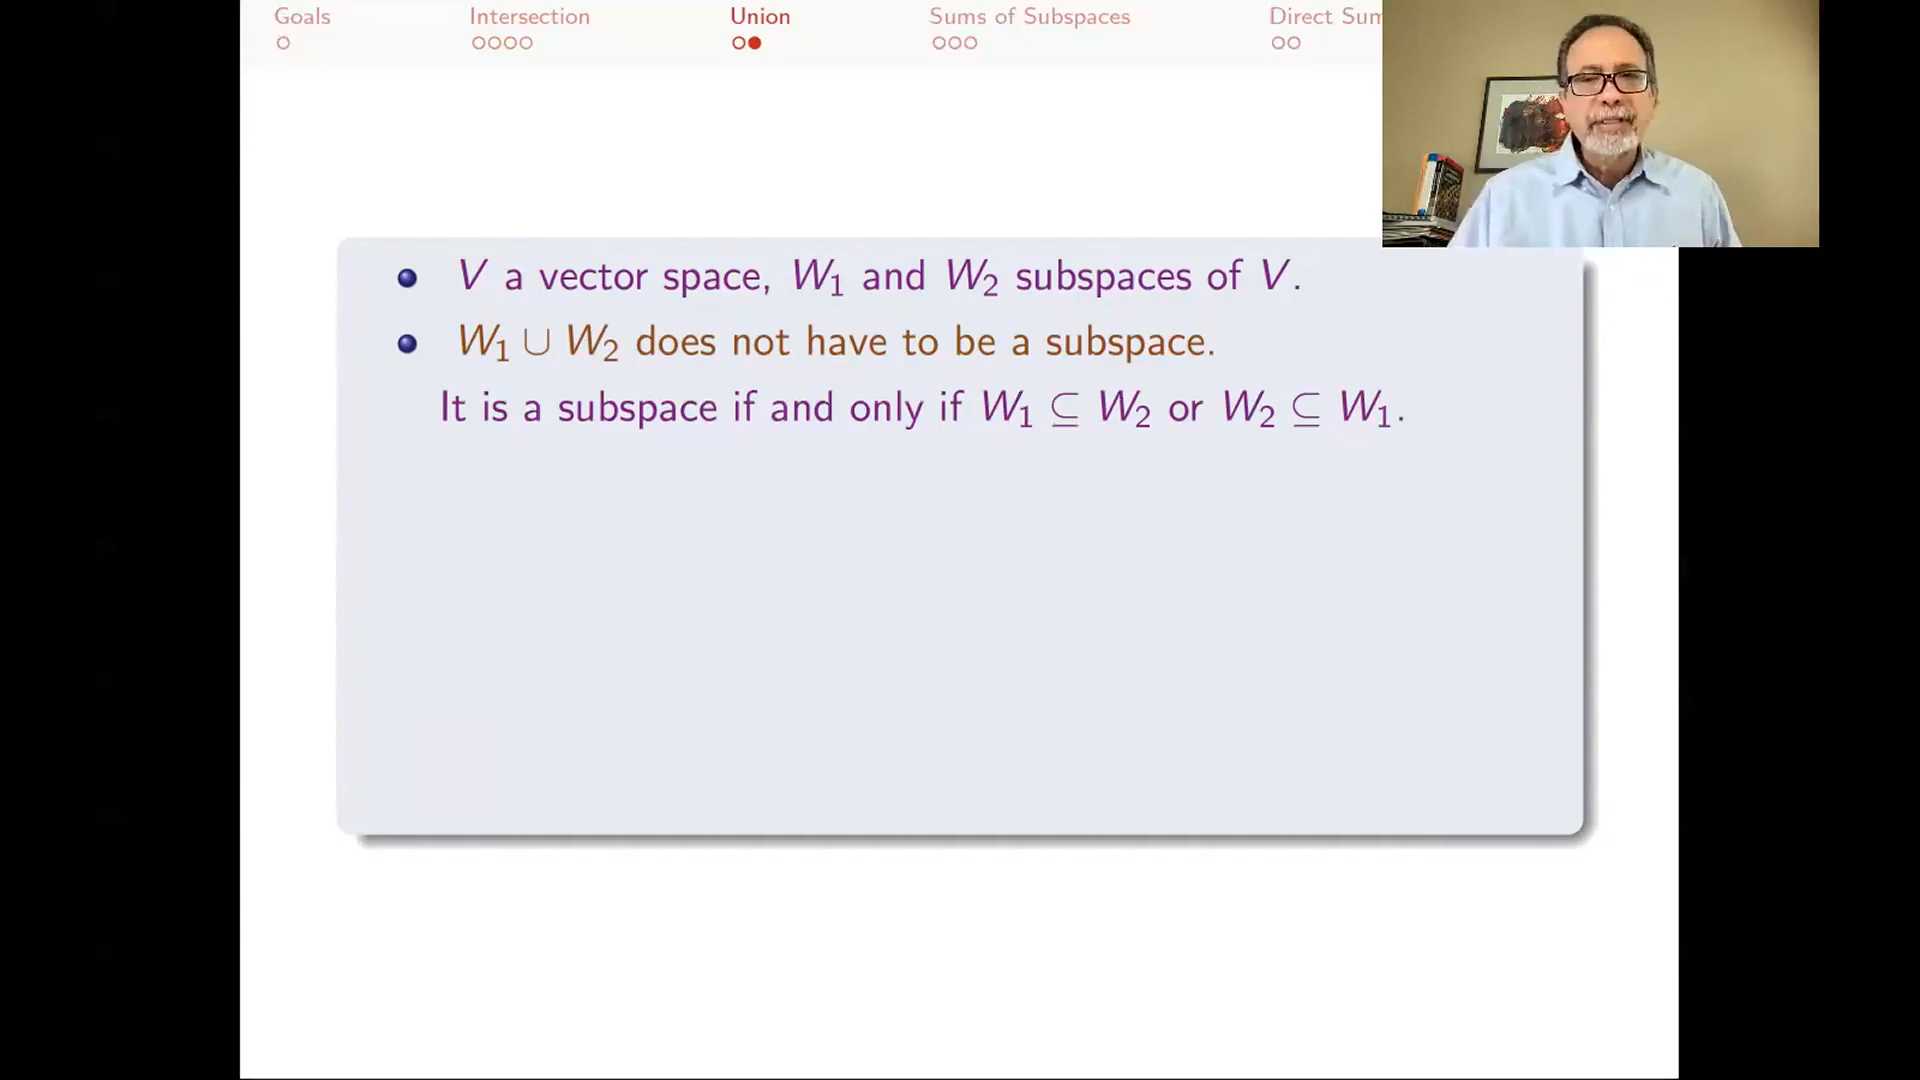 Goals Intersection Union Sums of Subspaces Direct Sum
V a vector space, W₁ and W₂ subspaces of V.
W₁ ∪ W₂ does not have to be a subspace.
It is a subspace if and only if W₁ ⊆ W₂ or W₂ ⊆ W₁.